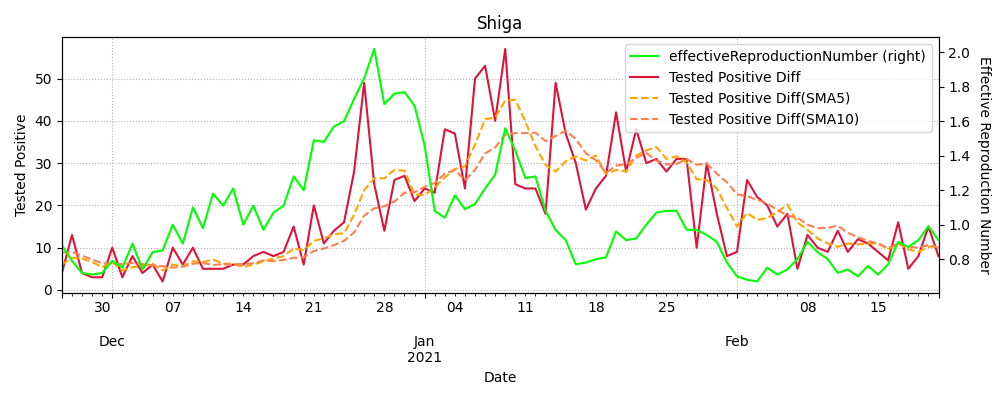 Shiga
effectiveReproductionNumber (right)
Tested Positive Diff
Tested Positive Diff(SMA5)
Tested Positive Diff(SMA10)
Tested Positive
50
40
30
20
10
0
2.0
1.8
1.6
1.4
1.2
1.0
0.8
Effective Reproduction Number
30 07 14 21 28 04 11 18 25 08 15
Dec Jan Feb
2021
Date